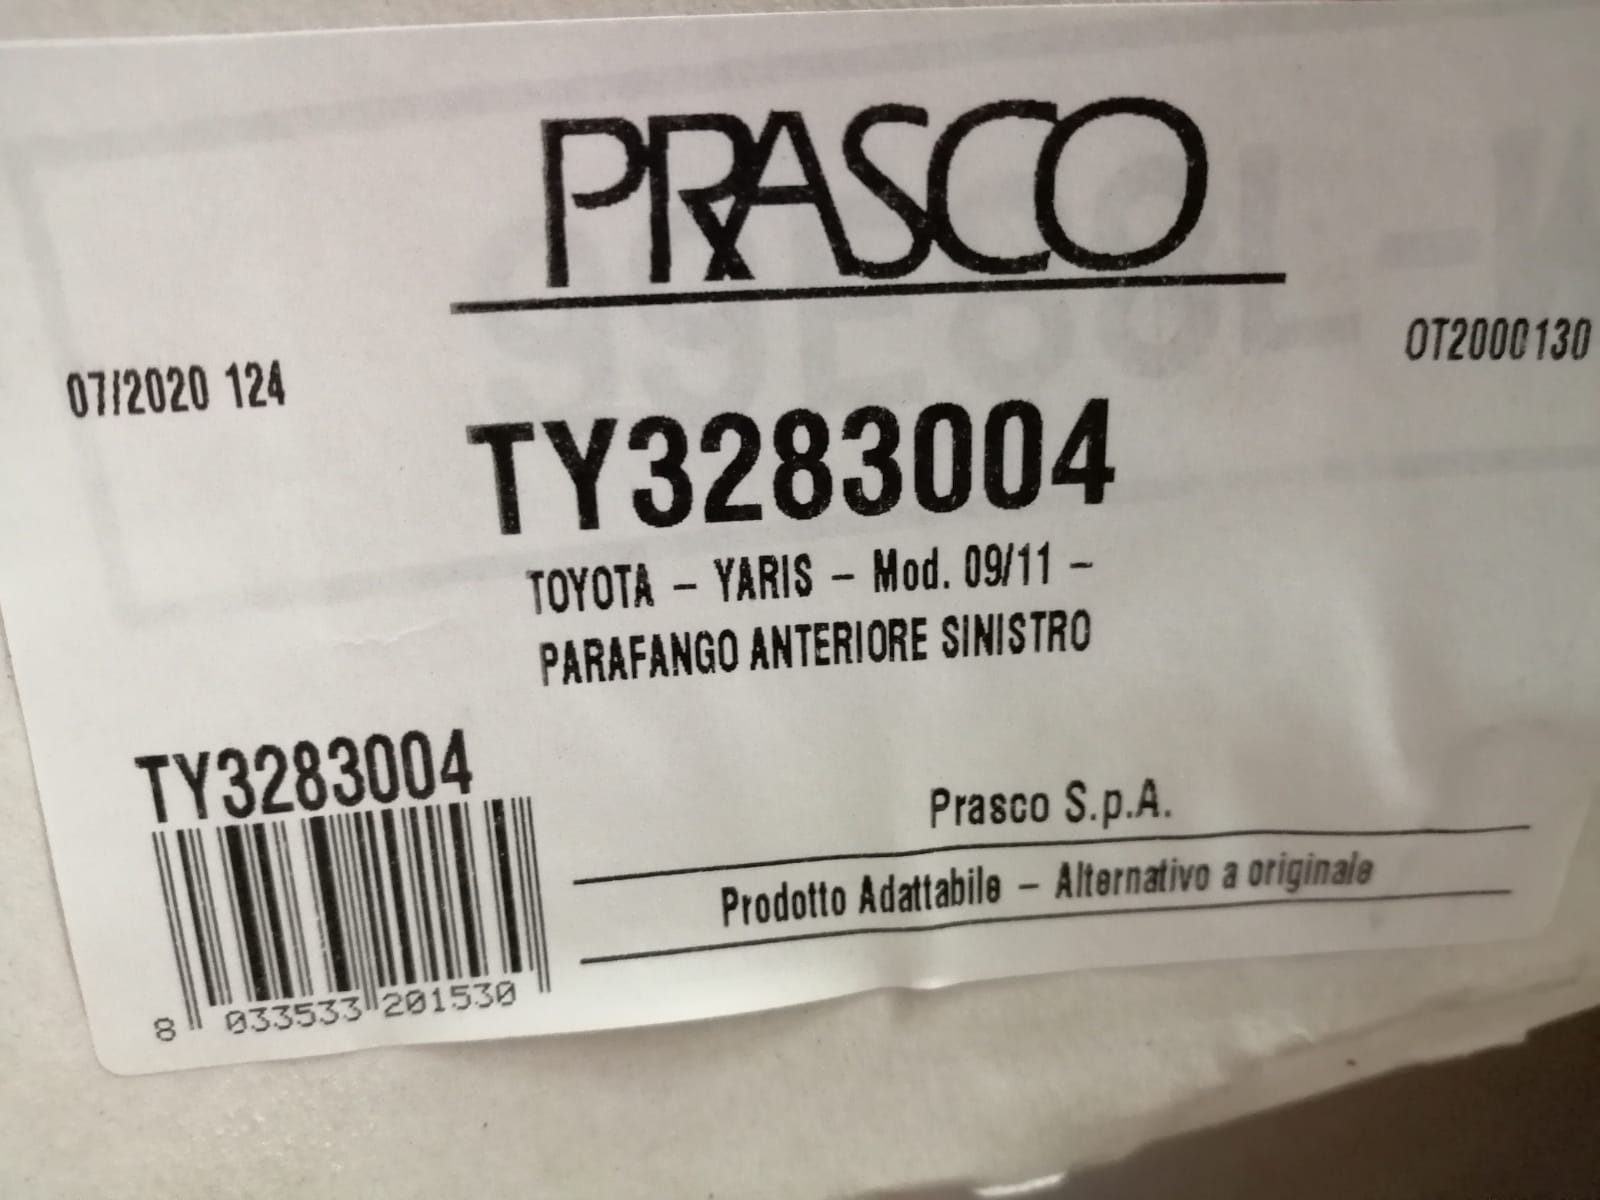 PRASCO
07/2020 124
OT2000130
TY3283004
TOYOTA - YARIS - Mod. 09/11 -
PARAFANGO ANTERIORE SINISTRO
TY3283004
Prasco S.p.A.
Prodotto Adattabile - Alternativo a originale
8 033533 201530